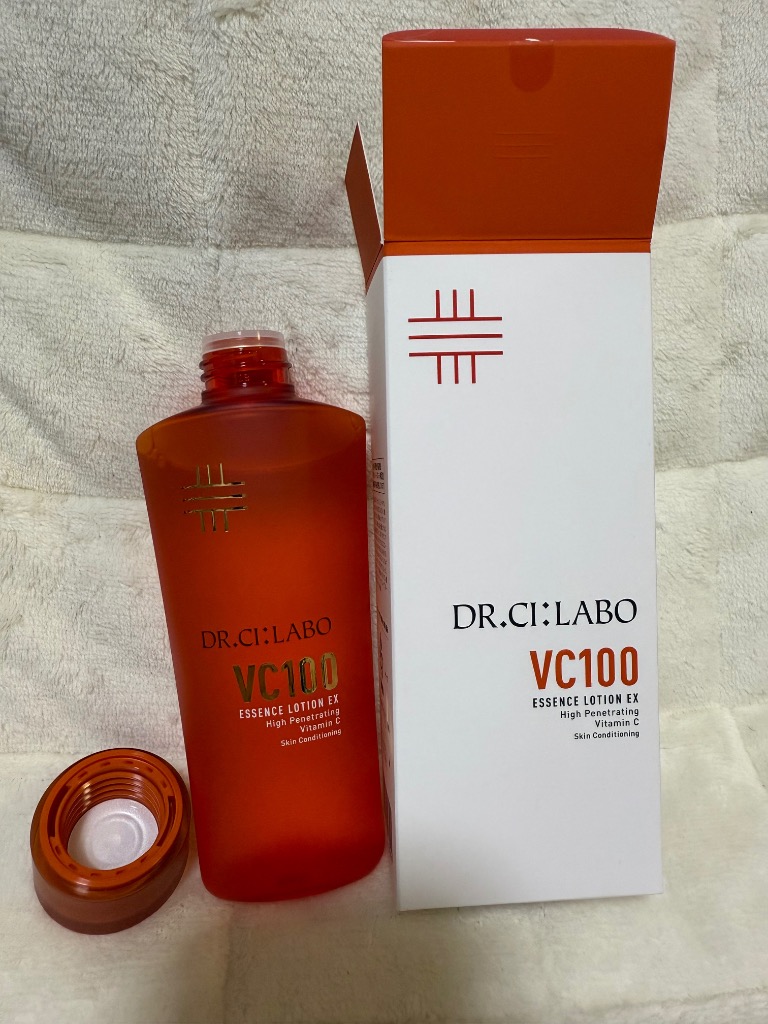 DR.CI:LABO
VC100
ESSENCE LOTION EX
High Penetrating
Vitamin C
Skin Conditioning
DR.CI:LABO
VC100
ESSENCE LOTION EX
High Penetrating
Vitamin C
Skin Conditioning